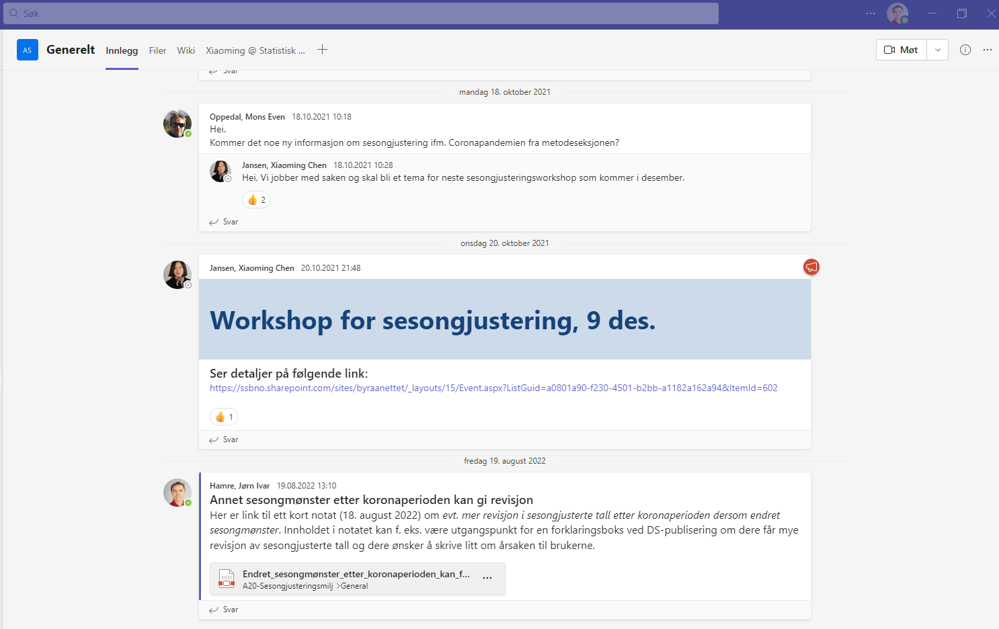 Søk
AS
Generelt
Innlegg
Filer
Wiki
Xiaoming @ Statistisk ...
Møt
Svar
mandag 18. oktober 2021
Oppedal, Mons Even 18.10.2021 10:18
Hei.
Kommer det noe ny informasjon om sesongjustering ifm. Coronapandemien fra metodeseksjonen?
Jansen, Xiaoming Chen 18.10.2021 10:28
Hei, Vi jobber med saken og skal bli et tema for neste sesongjusteringsworkshop som kommer i desember.
2
Svar
onsdag 20. oktober 2021
Jansen, Xiaoming Chen 20.10.2021 21:48
Workshop for sesongjustering, 9 des.
Ser detaljer på følgende link:
https://ssbno.sharepoint.com/sites/byraanettet/_layouts/15/Event.aspx?ListGuid=a0801a90-f230-4501-b2bb-a1182a162a94&ItemId=602
1
Svar
fredag 19. august 2022
Hamre, Jørn Ivar 19.08.2022 13:10
Annet sesongmønster etter koronaperioden kan gi revisjon
Her er link til ett kort notat (18. august 2022) om evt. mer revisjon i sesongjusterte tall etter koronaperioden dersom endret
sesongmønster. Innholdet i notatet kan f. eks. være utgangspunkt for en forklaringsboks ved DS-publisering om dere får mye
revisjon av sesongjusterte tall og dere ønsker å skrive litt om årsaken til brukerne.
Endret_sesongmønster_etter_koronaperioden_kan_f...
A20-Sesongjusteringsmilj >General
Svar